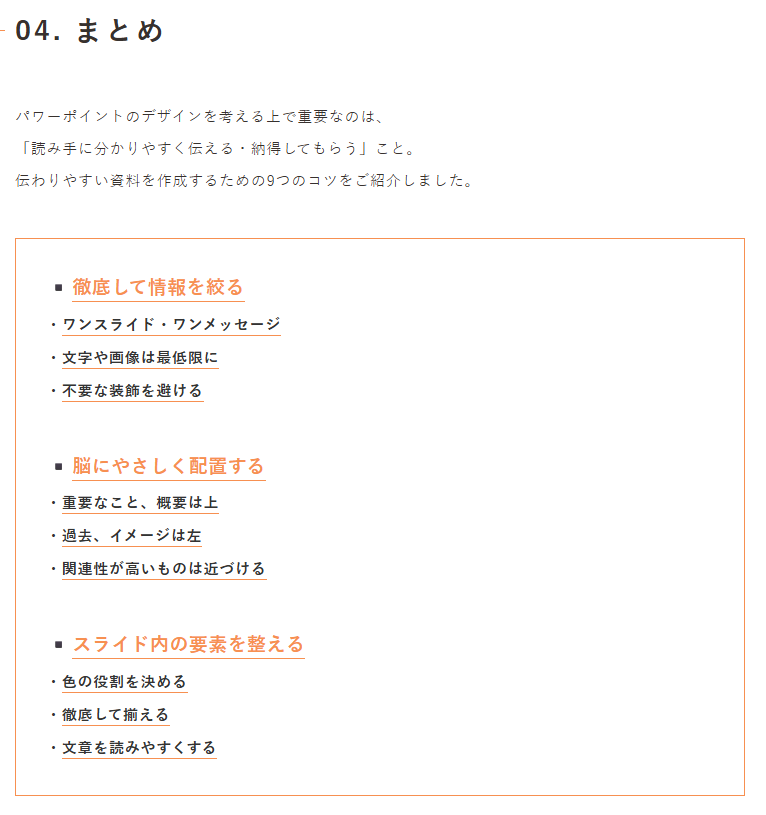 04. まとめ
パワーポイントのデザインを考える上で重要なのは、
「読み手に分かりやすく伝える・納得してもらう」こと。
伝わりやすい資料を作成するための9つのコツをご紹介しました。
▪ 徹底して情報を絞る
・ワンスライド・ワンメッセージ
・文字や画像は最低限に
・不要な装飾を避ける
▪ 脳にやさしく配置する
・重要なこと、概要は上
・過去、イメージは左
・関連性が高いものは近づける
▪ スライド内の要素を整える
・色の役割を決める
・徹底して揃える
・文章を読みやすくする